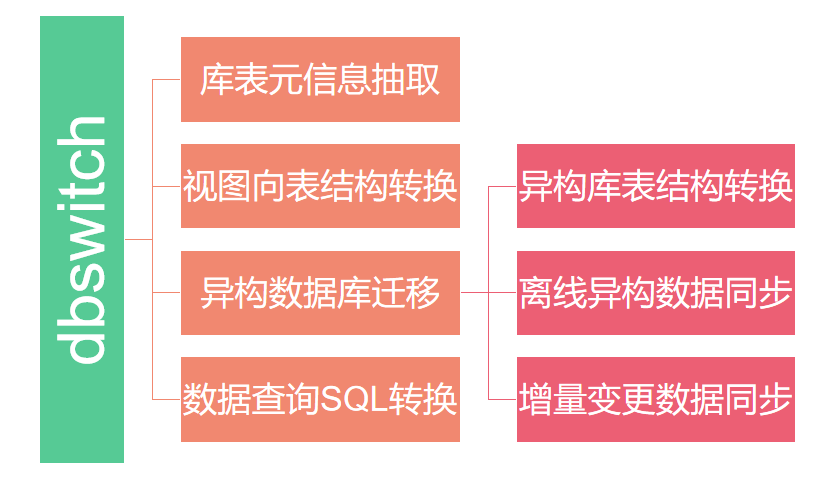 dbswitch
库表元信息抽取
视图向表结构转换
异构数据库迁移
数据查询SQL转换
异构库表结构转换
离线异构数据同步
增量变更数据同步